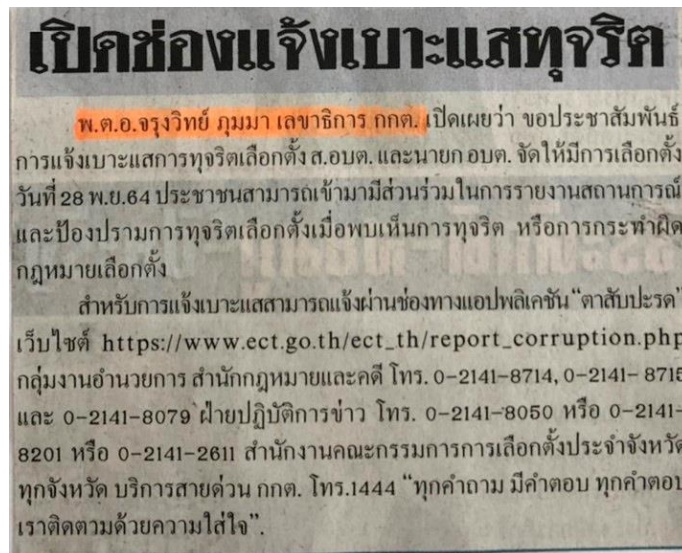 เปิดช่องแจ้งเบาะแสทุจริต
พ.ต.อ.จรุงวิทย์ ภุมมา เลขาธิการ กกต. เปิดเผยว่า ขอประชาสัมพันธ์
การแจ้งเบาะแสการทุจริตเลือกตั้ง ส.อบต. และนายก อบต. จัดให้มีการเลือกตั้ง
วันที่ 28 พ.ย.64 ประชาชนสามารถเข้ามามีส่วนร่วมในการรายงานสถานการณ์
และป้องปรามการทุจริตเลือกตั้งเมื่อพบเห็นการทุจริต หรือการกระทำผิด
กฎหมายเลือกตั้ง
สำหรับการแจ้งเบาะแสสามารถแจ้งผ่านช่องทางแอปพลิเคชัน “ตาสับปะรด”
เว็บไซต์ https://www.ect.go.th/ect_th/report_corruption.php
กลุ่มงานอำนวยการ สำนักกฎหมายและคดี โทร. 0-2141-8714, 0-2141- 8715
และ 0-2141-8079 ฝ่ายปฏิบัติการข่าว โทร. 0-2141-8050 หรือ 0-2141-
8201 หรือ 0-2141-2611 สำนักงานคณะกรรมการการเลือกตั้งประจำจังหวัด
ทุกจังหวัด บริการสายด่วน กกต. โทร.1444 “ทุกคำถาม มีคำตอบ ทุกคำตอบ
เราติดตามด้วยความใส่ใจ”.